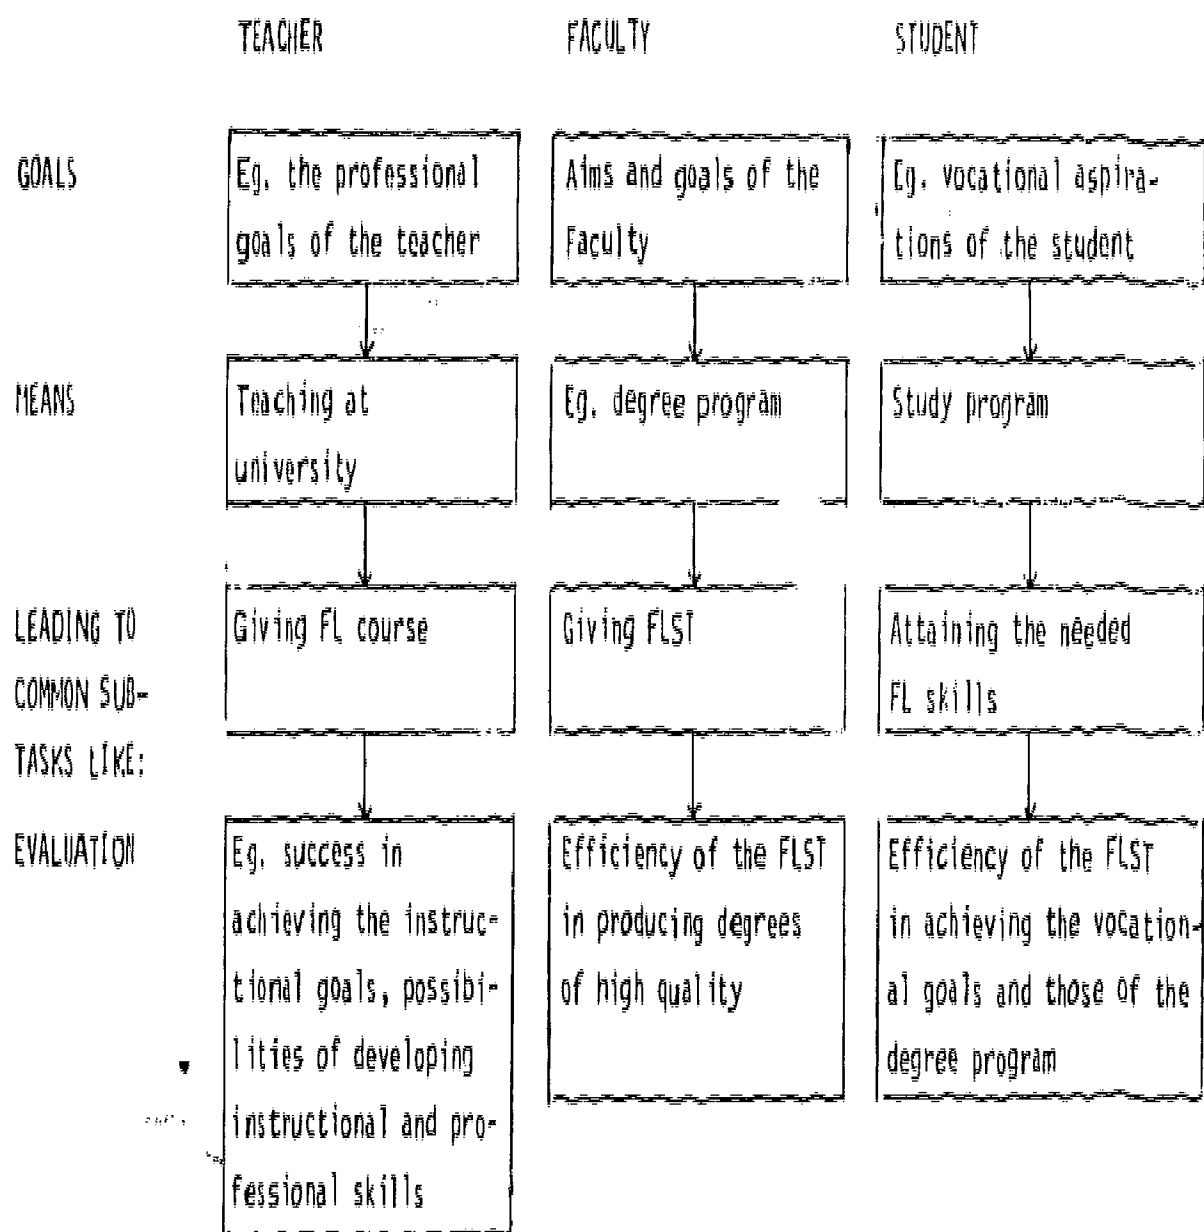 TEACHER FACULTY STUDENT
GOALS
Eg. the professional
goals of the teacher
Aims and goals of the
Faculty
Eg. vocational aspira-
tions of the student
MEANS
Teaching at
university
Eg. degree program
Study program
LEADING TO
COMMON SUB-
TASKS LIKE:
Giving FL course
Giving FLST
Attaining the needed
FL skills
EVALUATION
Eg. success in
achieving the instruc-
tional goals, possibi-
lities of developing
instructional and pro-
fessional skills
Efficiency of the FLST
in producing degrees
of high quality
Efficiency of the FLST
in achieving the vocation-
al goals and those of the
degree program